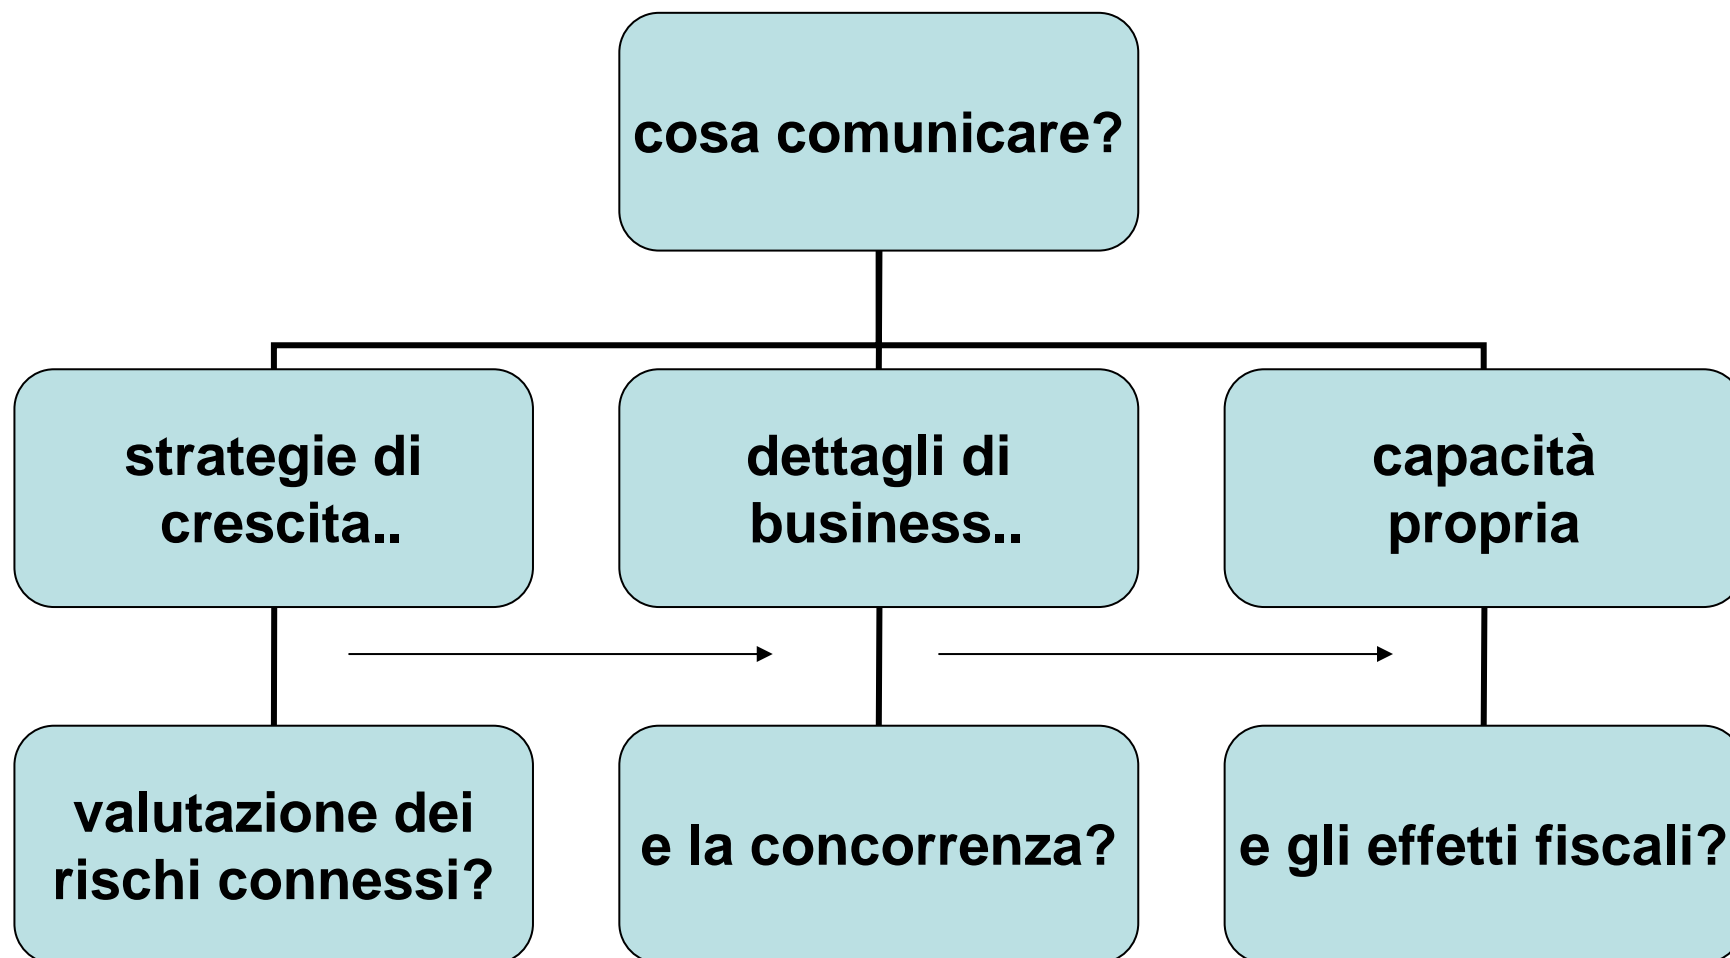 cosa comunicare?
strategie di
crescita..
dettagli di
business..
capacità
propria
valutazione dei
rischi connessi?
e la concorrenza?
e gli effetti fiscali?